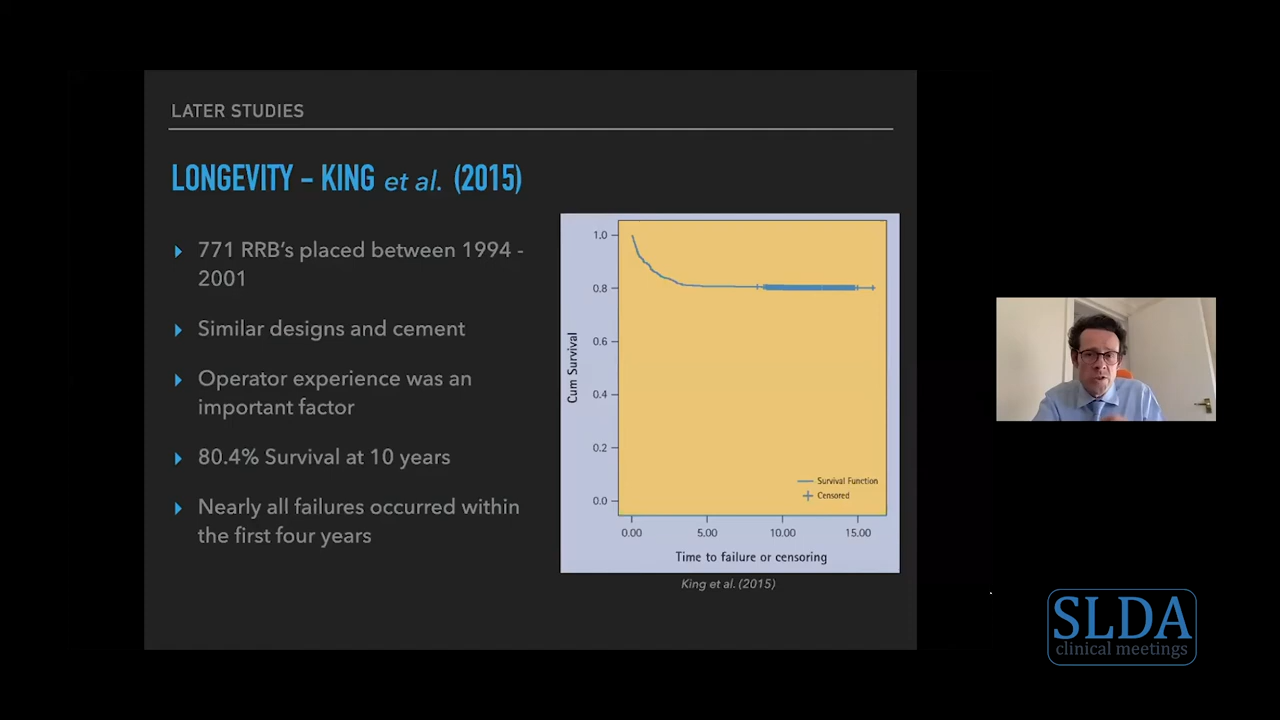 LATER STUDIES
LONGEVITY – KING et al. (2015)
771 RRB's placed between 1994 -
2001
Similar designs and cement
Operator experience was an
important factor
80.4% Survival at 10 years
Nearly all failures occurred within
the first four years
Cum Survival
1.0
0.8
0.6
0.4
0.2
0.0
Survival Function
Censored
0.00 5.00 10.00 15.00
Time to failure or censoring
King et al. (2015)
SLDA
clinical meetings